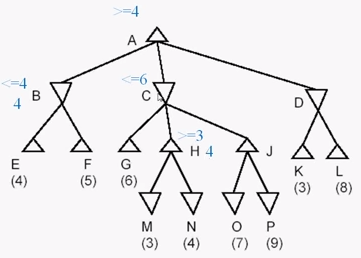 >=4
A
<=4
4
B
<=6
C
D
E
(4)
F
(5)
G
(6)
>=3
H
4
J
K
(3)
L
(8)
M
(3)
N
(4)
O
(7)
P
(9)